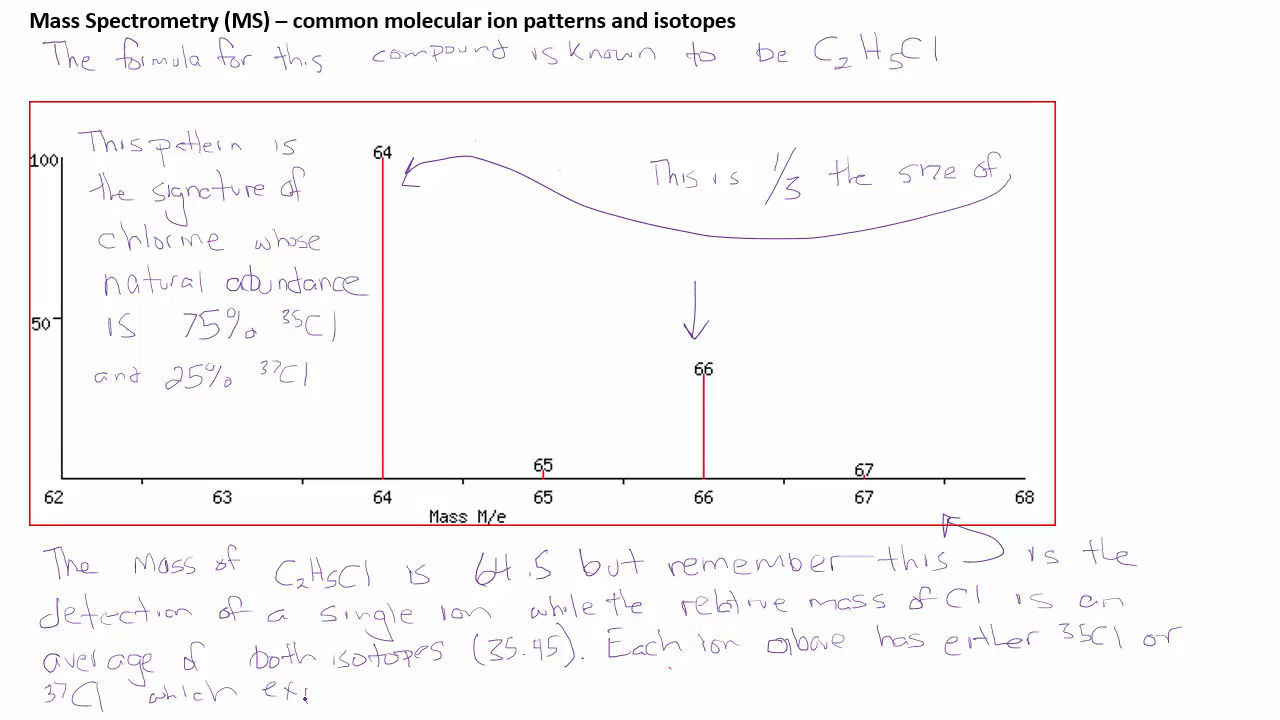 Mass Spectrometry (MS) – common molecular ion patterns and isotopes
The formula for this compound is known to be C₂H₅Cl
This pattern is
the signature of
chlorine whose
natural abundance
is 75% ³⁵Cl
and 25% ³⁷Cl
This is 1/3 the size of
100
50
64
65
66
67
62 63 64 65 66 67 68
Mass M/e
The mass of C₂H₅Cl is 64.5 but remember this is the
detection of a single ion while the relative mass of Cl is an
average of both isotopes (35.45). Each ion above has either ³⁵Cl or
³⁷Cl which ex